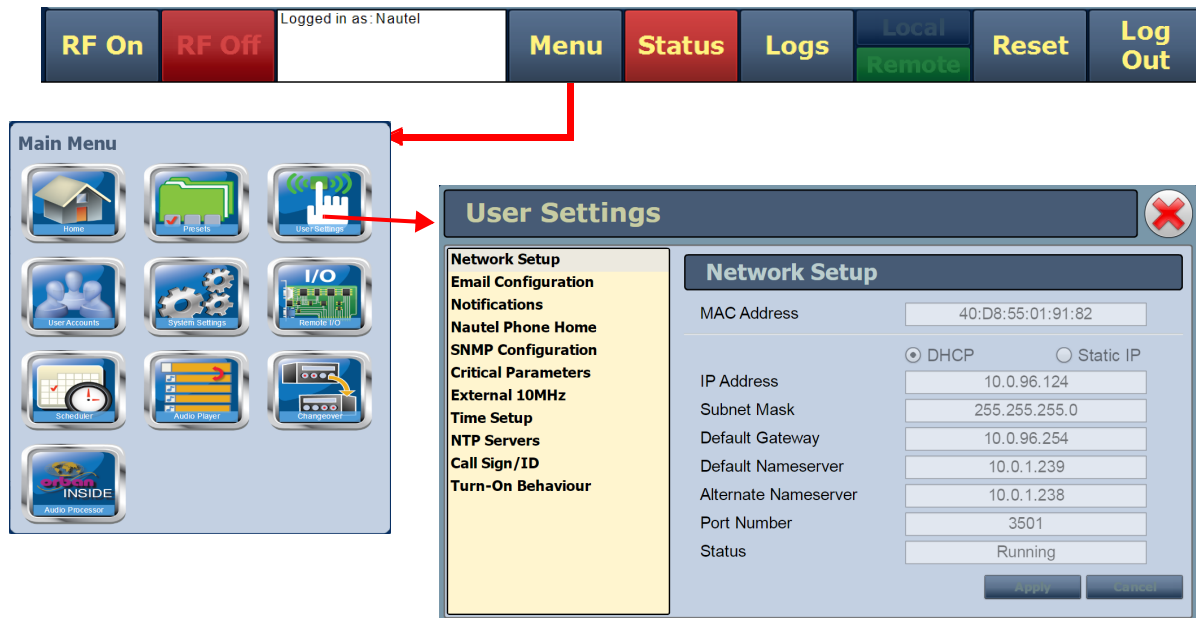 RF On
RF Off
Logged in as: Nautel
Menu
Status
Logs
Local
Remote
Reset
Log
Out
Main Menu
Home
Presets
User Settings
User Accounts
System Settings
I/O
Remote I/O
Scheduler
Audio Player
Changeover
orban
INSIDE
Audio Processor
User Settings
Network Setup
Email Configuration
Notifications
Nautel Phone Home
SNMP Configuration
Critical Parameters
External 10MHz
Time Setup
NTP Servers
Call Sign/ID
Turn-On Behaviour
Network Setup
MAC Address 40:D8:55:01:91:82
DHCP Static IP
IP Address 10.0.96.124
Subnet Mask 255.255.255.0
Default Gateway 10.0.96.254
Default Nameserver 10.0.1.239
Alternate Nameserver 10.0.1.238
Port Number 3501
Status Running
Apply Cancel